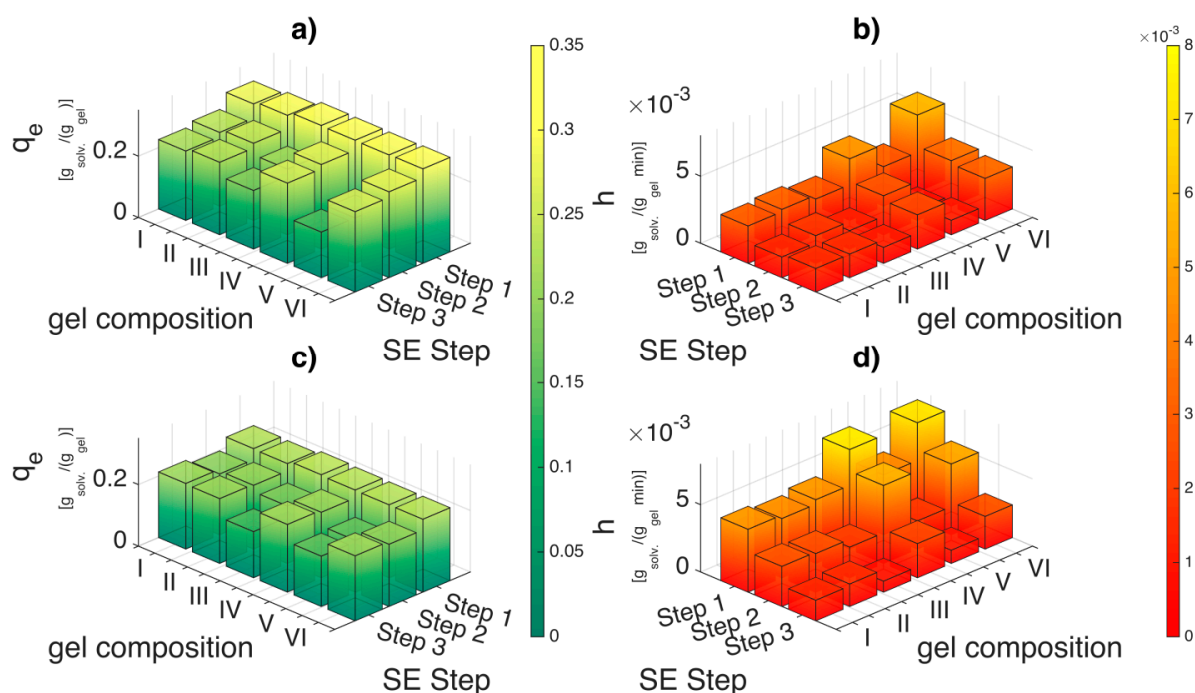 a)
q_e
[g_solv./(g_gel)]
0.2
0
I
II
III
IV
V
VI
gel composition
Step 1
Step 2
Step 3
SE Step
0.35
0.3
0.25
0.2
0.15
0.1
0.05
0
b)
×10⁻³
h
[g_solv./(g_gel min)]
5
0
Step 1
Step 2
Step 3
SE Step
I
II
III
IV
V
VI
gel composition
×10⁻³
8
7
6
5
4
3
2
1
0
c)
q_e
[g_solv./(g_gel)]
0.2
0
I
II
III
IV
V
VI
gel composition
Step 1
Step 2
Step 3
SE Step
d)
×10⁻³
h
[g_solv./(g_gel min)]
5
0
Step 1
Step 2
Step 3
SE Step
I
II
III
IV
V
VI
gel composition